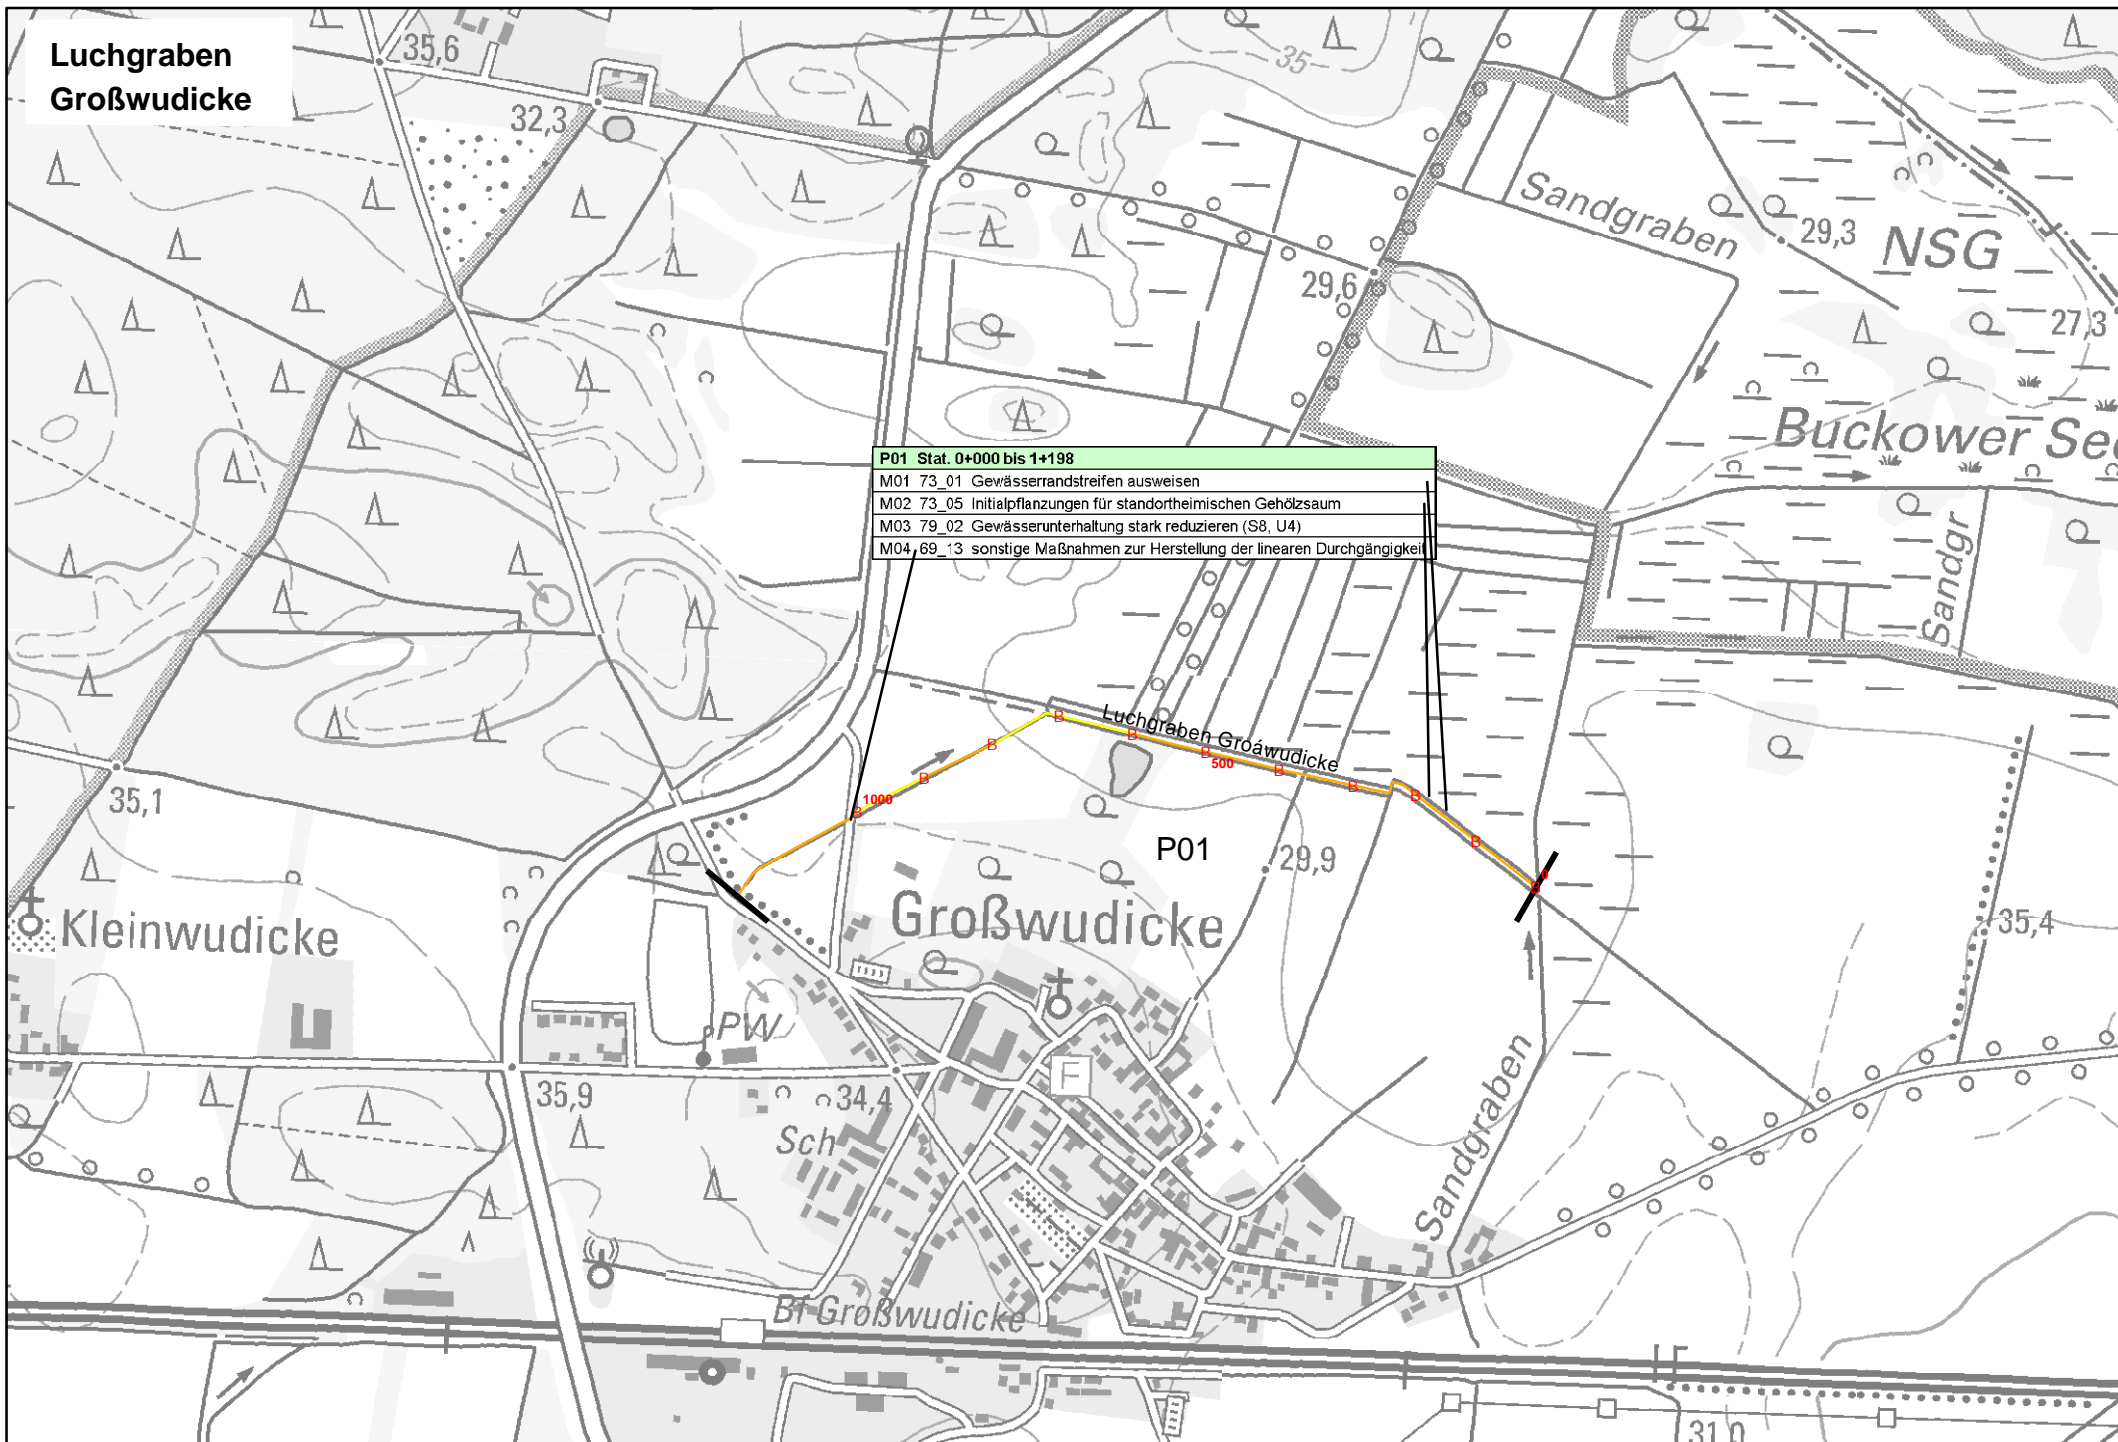 Luchgraben
Großwudicke
35,6
32,3
35
Sandgraben
29,3
NSG
29,6
27,3
Buckower See
P01 Stat. 0+000 bis 1+198
M01 73_01 Gewässerrandstreifen ausweisen
M02 73_05 Initialpflanzungen für standortheimischen Gehölzsaum
M03 79_02 Gewässerunterhaltung stark reduzieren (S8, U4)
M04 69_13 sonstige Maßnahmen zur Herstellung der linearen Durchgängigkeit
Sandgr
Luchgraben Groáwudicke
B
B
B
B
B
500
B
B
B
B
1000
B
B
B
0
35,1
P01
29,9
Kleinwudicke
Großwudicke
35,4
PW
F
35,9
34,4
Sch
Sandgraben
Bf Großwudicke
31,0